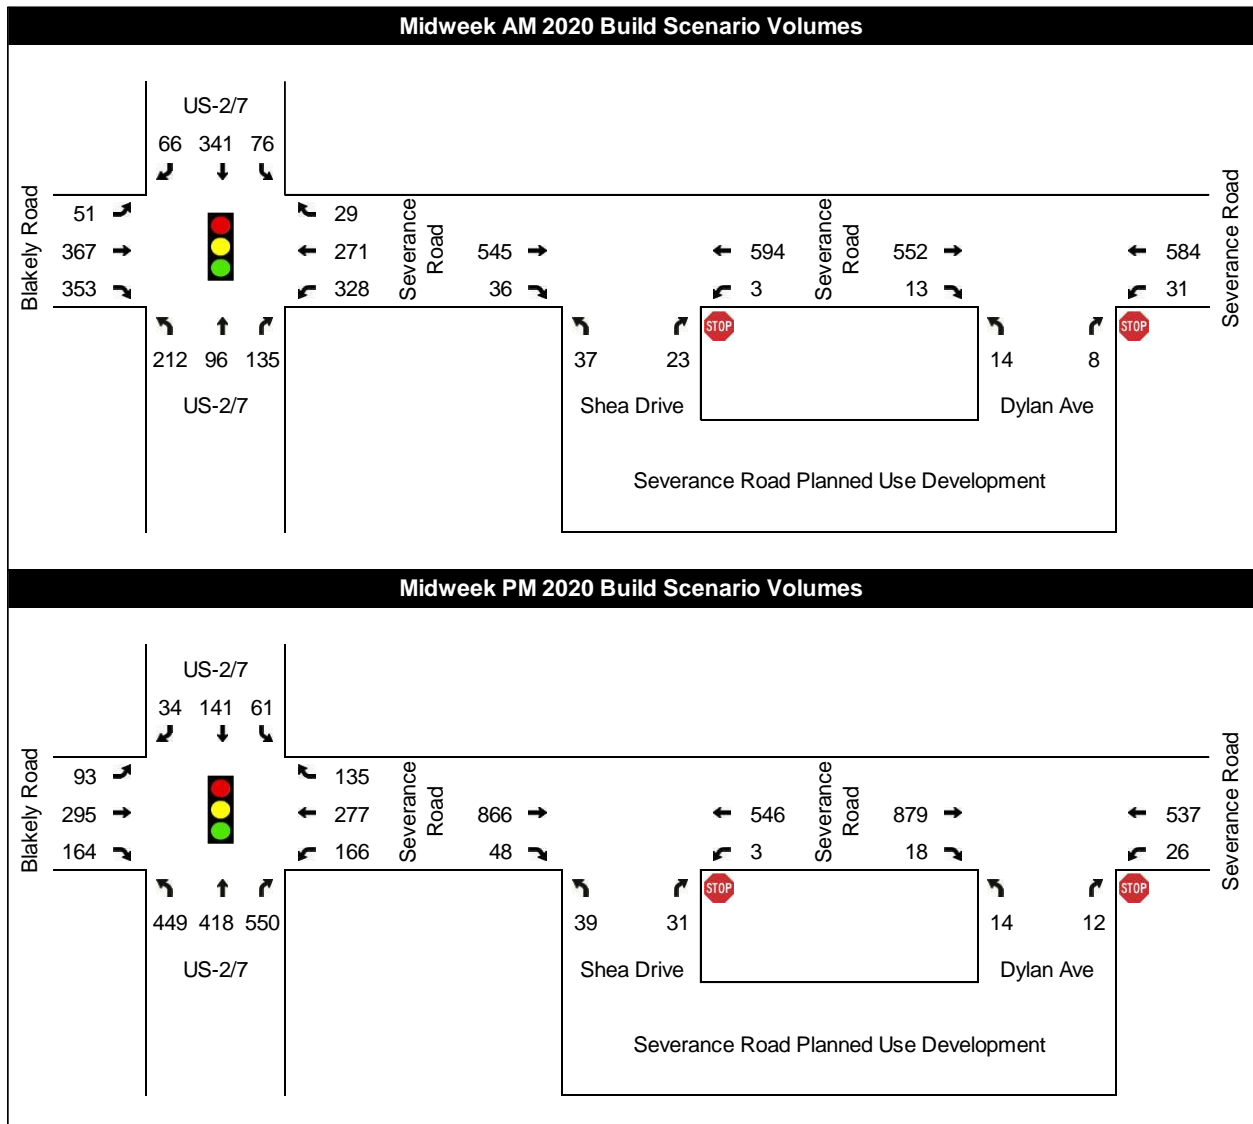 Midweek AM 2020 Build Scenario Volumes
US-2/7
66 341 76
Blakely Road
51
367
353
29
271
328
Severance
Road
212 96 135
US-2/7
545
36
594
3
Severance
Road
552
13
584
31
Severance Road
STOP
STOP
37 23
14 8
Shea Drive
Dylan Ave
Severance Road Planned Use Development
Midweek PM 2020 Build Scenario Volumes
US-2/7
34 141 61
Blakely Road
93
295
164
135
277
166
Severance
Road
449 418 550
US-2/7
866
48
546
3
Severance
Road
879
18
537
26
Severance Road
STOP
STOP
39 31
14 12
Shea Drive
Dylan Ave
Severance Road Planned Use Development